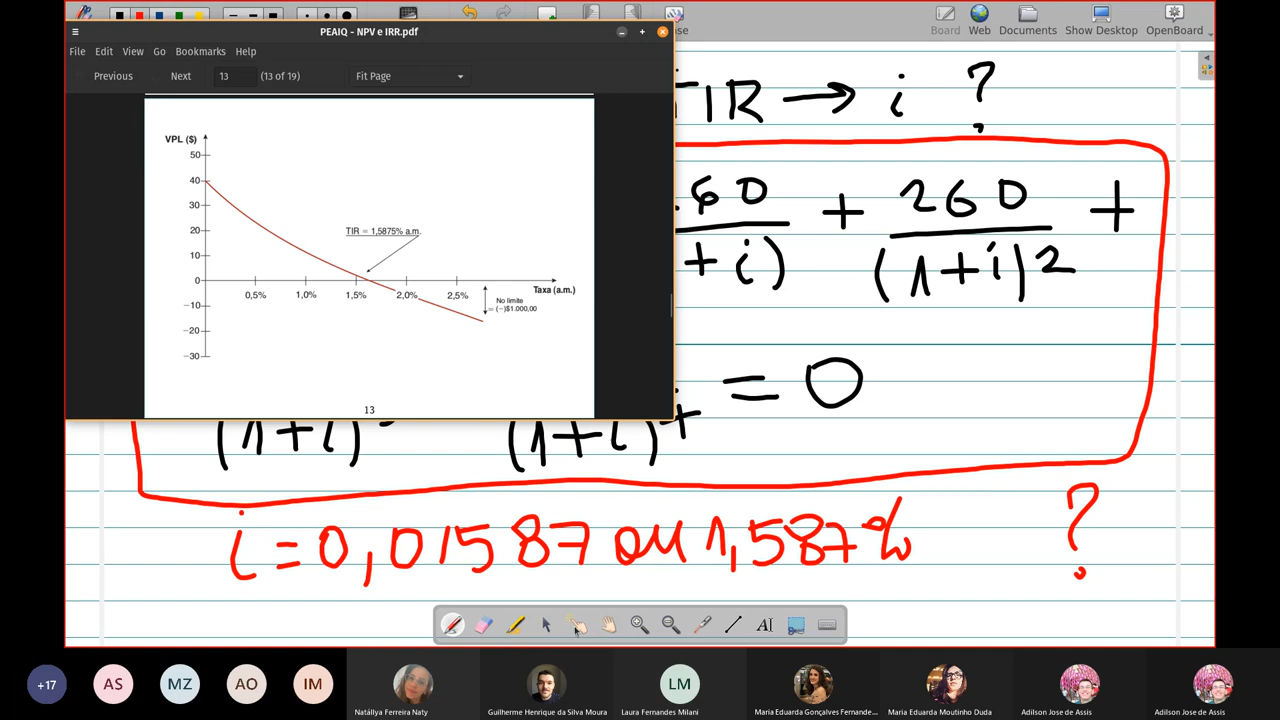 Board Web Documents Show Desktop OpenBoard
PEAIQ - NPV e IRR.pdf
File Edit View Go Bookmarks Help
Previous Next 13 (13 of 19) Fit Page
VPL ($)
50
40
30
20
10
0
−10
−20
−30
TIR = 1,5875% a.m.
0,5% 1,0% 1,5% 2,0% 2,5%
Taxa (a.m.)
No limite
= (−)$1.000,00
13
TIR → i ?
60 + 260 +
+ i) (1+i)2
= 0
(1+i) (1+i)4
i = 0,01587 ou 1,587% ?
AI
+17 AS MZ AO IM LM
Natállya Ferreira Naty
Guilherme Henrique da Silva Moura
Laura Fernandes Milani
Maria Eduarda Gonçalves Fernande...
Maria Eduarda Moutinho Duda
Adilson Jose de Assis
Adilson Jose de Assis